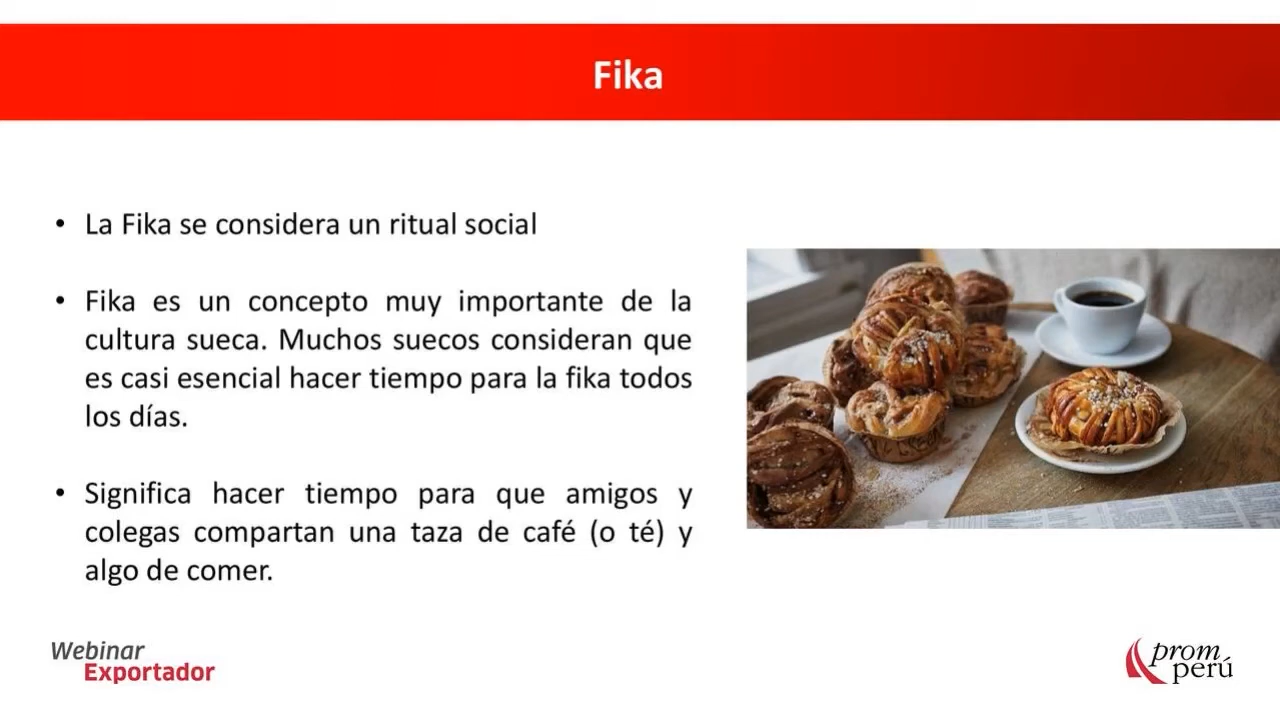 Fika
• La Fika se considera un ritual social
• Fika es un concepto muy importante de la
cultura sueca. Muchos suecos consideran que
es casi esencial hacer tiempo para la fika todos
los días.
• Significa hacer tiempo para que amigos y
colegas compartan una taza de café (o té) y
algo de comer.
Webinar
Exportador
prom
perú